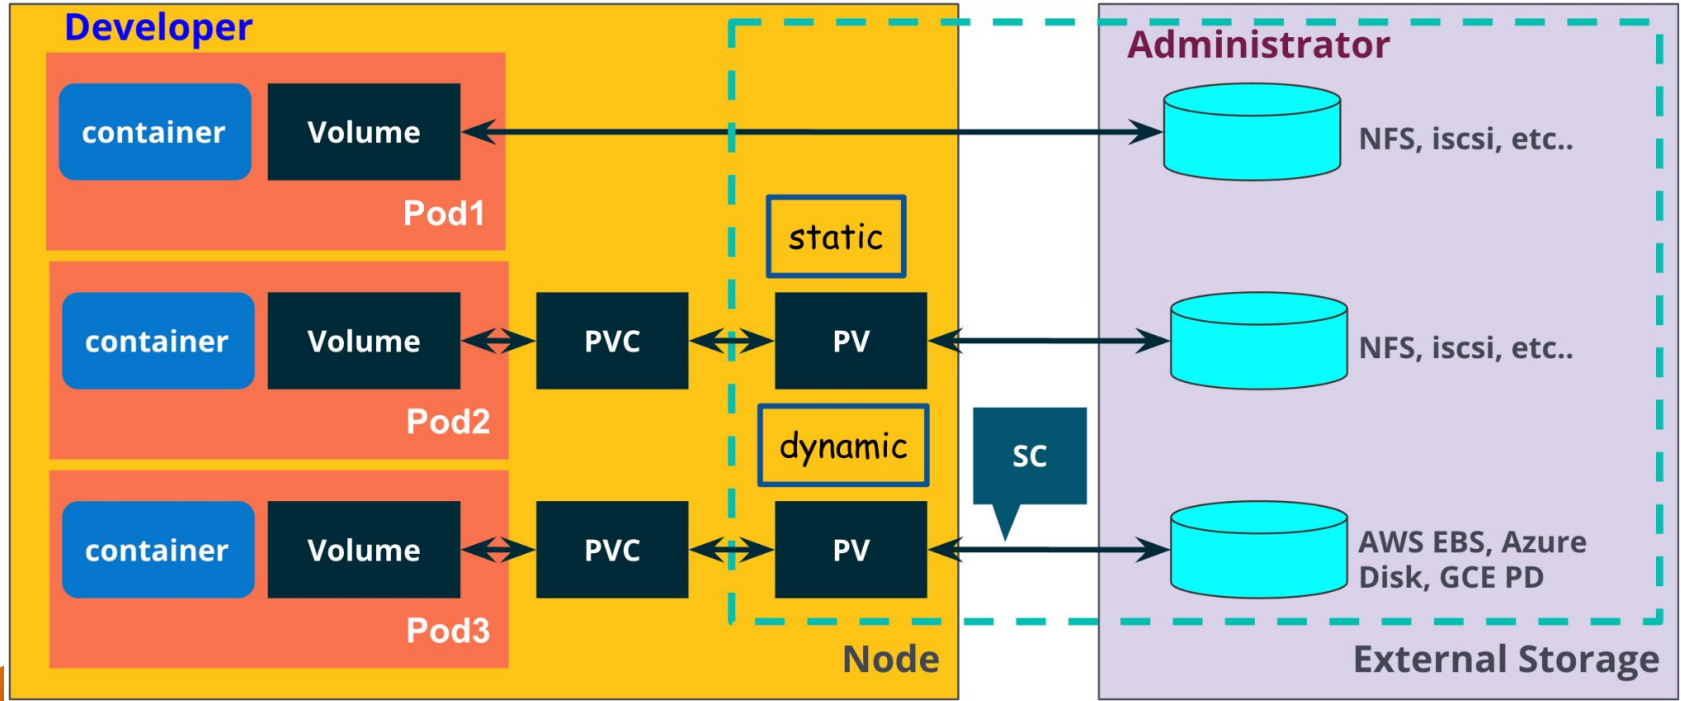 Developer
Administrator
container
Volume
NFS, iscsi, etc..
Pod1
static
container
Volume
PVC
PV
NFS, iscsi, etc..
Pod2
dynamic
SC
container
Volume
PVC
PV
AWS EBS, Azure
Disk, GCE PD
Pod3
Node
External Storage